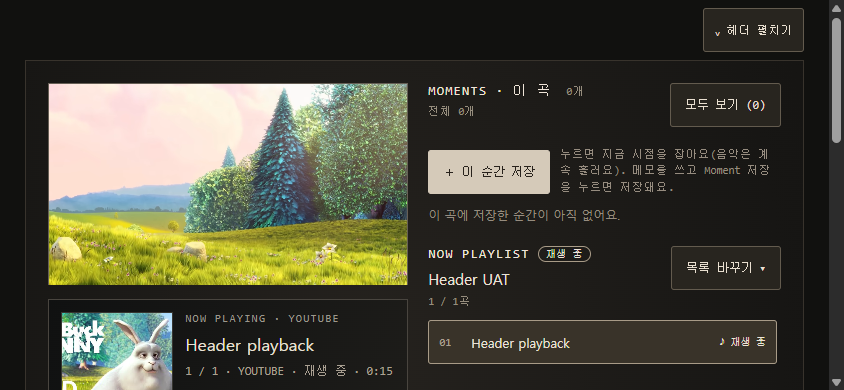 ⌄ 헤더 펼치기
MOMENTS · 이 곡 0개
전체 0개
모두 보기 (0)
+ 이 순간 저장
누르면 지금 시점을 잡아요(음악은 계
속 흘러요). 메모를 쓰고 Moment 저장
을 누르면 저장돼요.
이 곡에 저장한 순간이 아직 없어요.
NOW PLAYLIST 재생 중
목록 바꾸기 ▾
Header UAT
1 / 1곡
01 Header playback ♪ 재생 중
NOW PLAYING · YOUTUBE
Header playback
1 / 1 · YOUTUBE · 재생 중 · 0:15